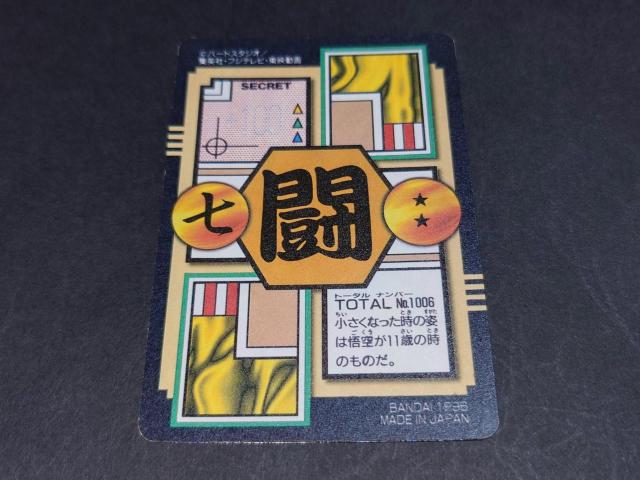 ©バードスタジオ/
集英社・フジテレビ・東映動画
SECRET
+100
七
闘
トータル ナンバー
TOTAL No.1006
小さくなった時の姿
は悟空が11歳の時
のものだ。
BANDAI 1996
MADE IN JAPAN